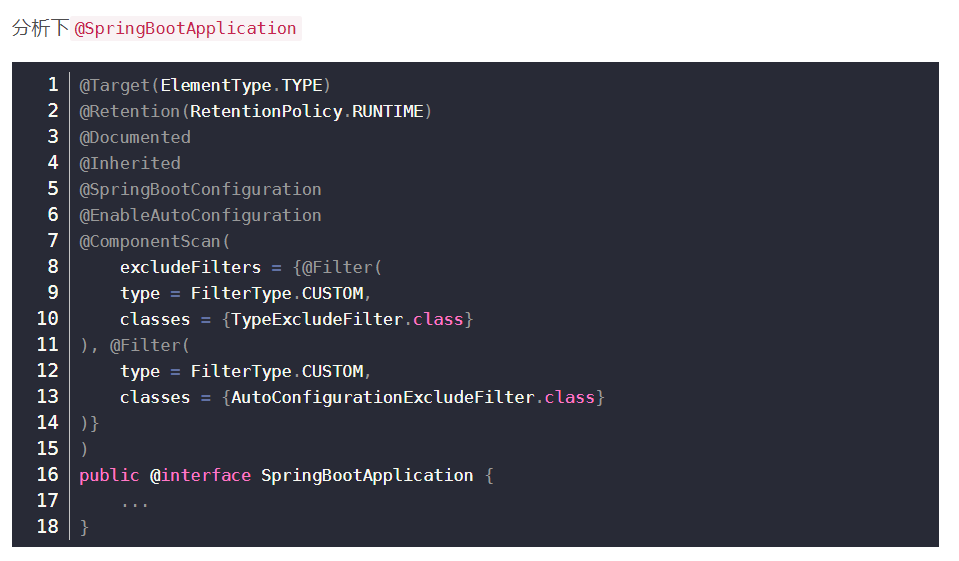 分析下 @SpringBootApplication
1 @Target(ElementType.TYPE)
2 @Retention(RetentionPolicy.RUNTIME)
3 @Documented
4 @Inherited
5 @SpringBootConfiguration
6 @EnableAutoConfiguration
7 @ComponentScan(
8     excludeFilters = {@Filter(
9     type = FilterType.CUSTOM,
10     classes = {TypeExcludeFilter.class}
11 ), @Filter(
12     type = FilterType.CUSTOM,
13     classes = {AutoConfigurationExcludeFilter.class}
14 )}
15 )
16 public @interface SpringBootApplication {
17     ...
18 }